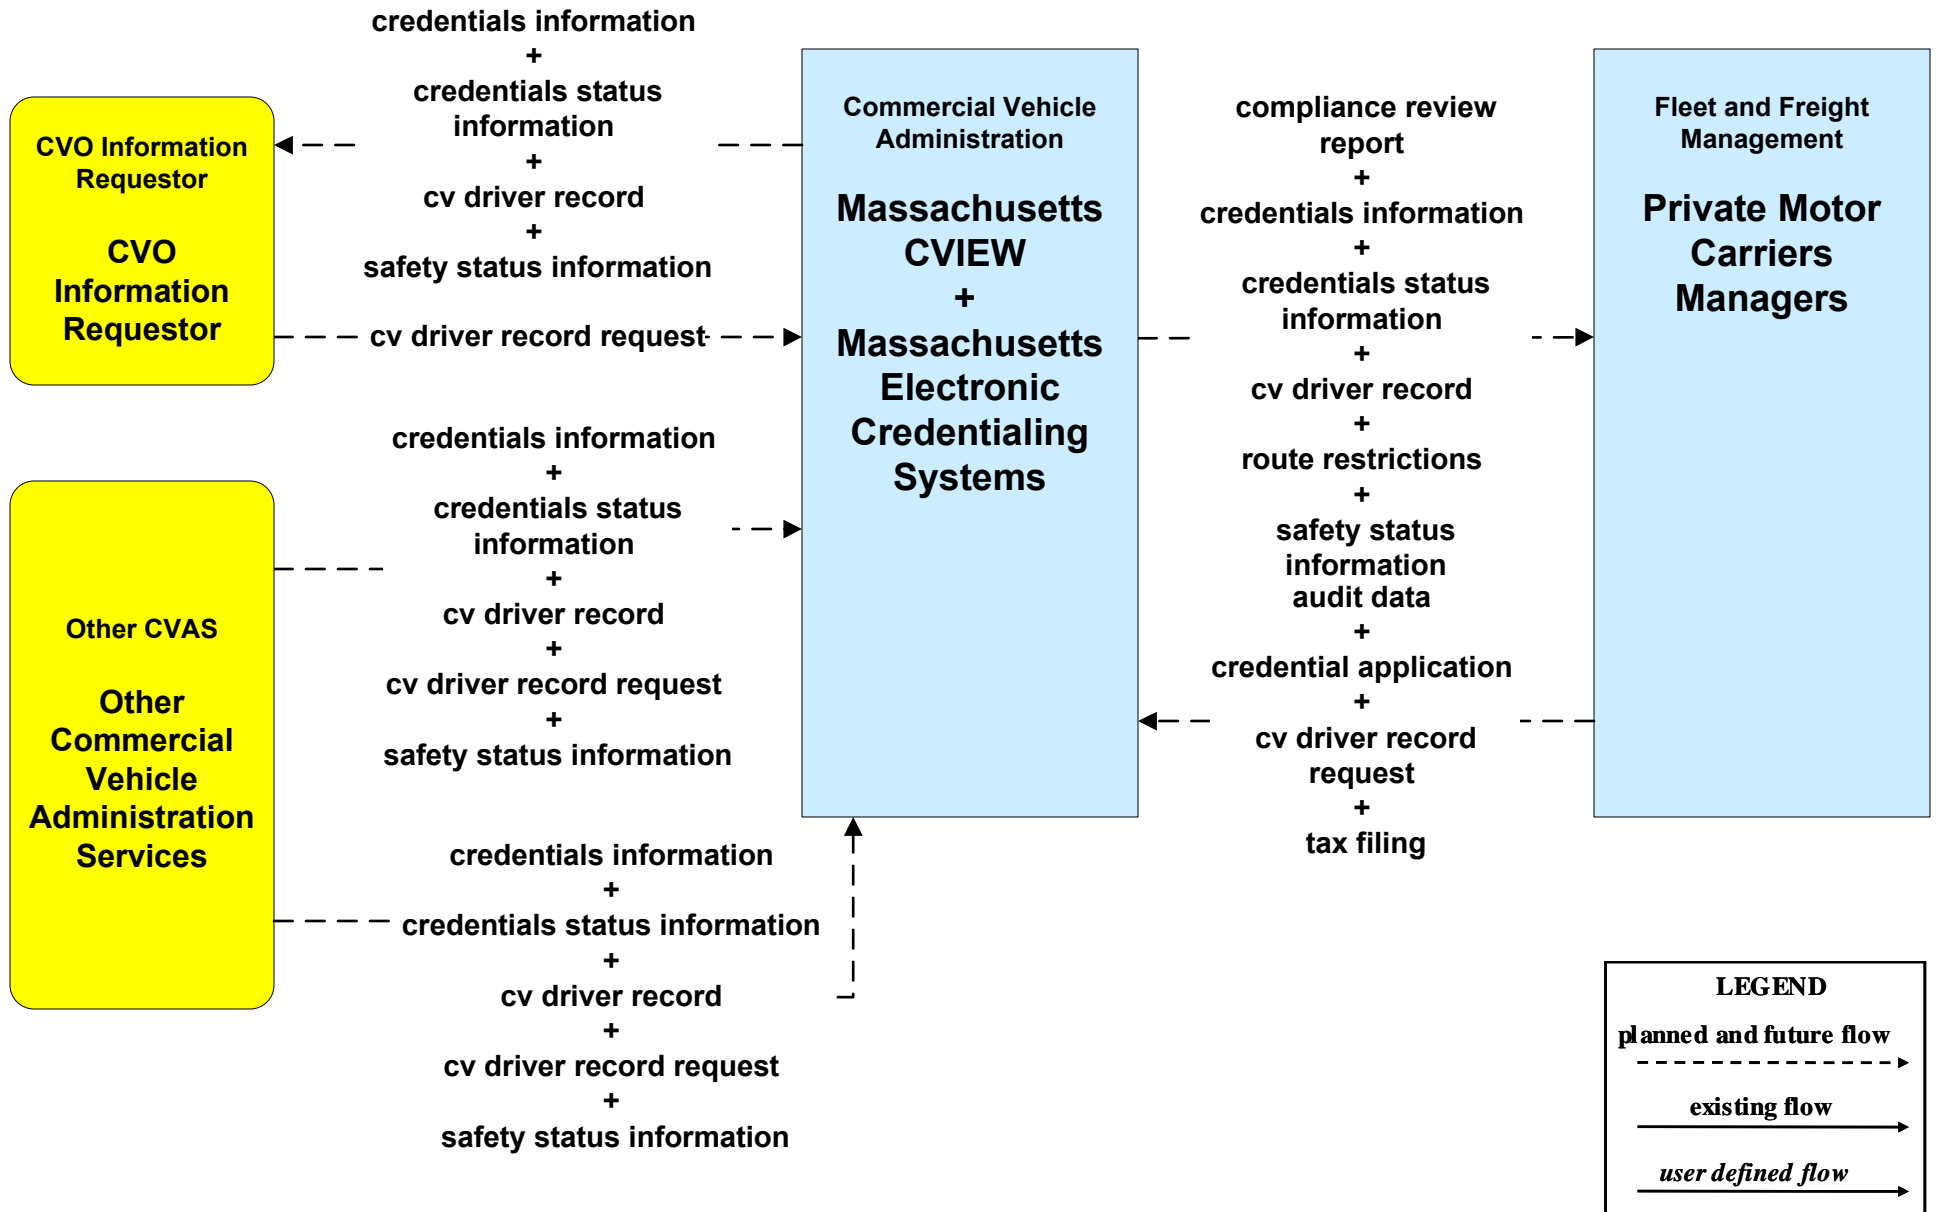 credentials information
+
credentials status
information
+
cv driver record
+
safety status information
cv driver record request
CVO Information
Requestor
CVO
Information
Requestor
credentials information
+
credentials status
information
+
cv driver record
+
cv driver record request
+
safety status information
Other CVAS
Other
Commercial
Vehicle
Administration
Services
credentials information
+
credentials status information
+
cv driver record
+
cv driver record request
+
safety status information
Commercial Vehicle
Administration
Massachusetts
CVIEW
+
Massachusetts
Electronic
Credentialing
Systems
compliance review
report
+
credentials information
+
credentials status
information
+
cv driver record
+
route restrictions
+
safety status
information
audit data
+
credential application
+
cv driver record
request
+
tax filing
Fleet and Freight
Management
Private Motor
Carriers
Managers
LEGEND
planned and future flow
existing flow
user defined flow